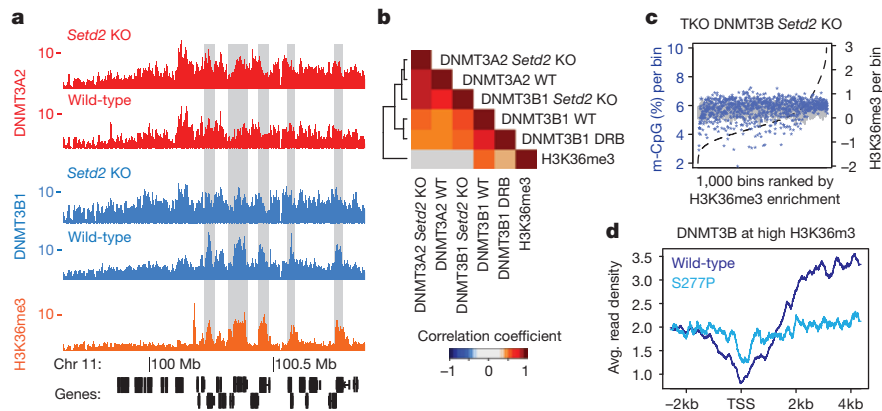 a
Setd2 KO
10
DNMT3A2
Wild-type
10
Setd2 KO
10
DNMT3B1
Wild-type
10
H3K36me3
10
Chr 11: 100 Mb 100.5 Mb
Genes:
b
DNMT3A2 Setd2 KO
DNMT3A2 WT
DNMT3B1 Setd2 KO
DNMT3B1 WT
DNMT3B1 DRB
H3K36me3
DNMT3A2 Setd2 KO
DNMT3A2 WT
DNMT3B1 Setd2 KO
DNMT3B1 WT
DNMT3B1 DRB
H3K36me3
Correlation coefficient
−1 0 1
c
TKO DNMT3B Setd2 KO
m-CpG (%) per bin
10
8
6
4
2
3
2
1
0
−1
−2
H3K36me3 per bin
1,000 bins ranked by
H3K36me3 enrichment
d
DNMT3B at high H3K36m3
Wild-type
S277P
Avg. read density
3.5
3.0
2.5
2.0
1.5
1.0
−2kb TSS 2kb 4kb